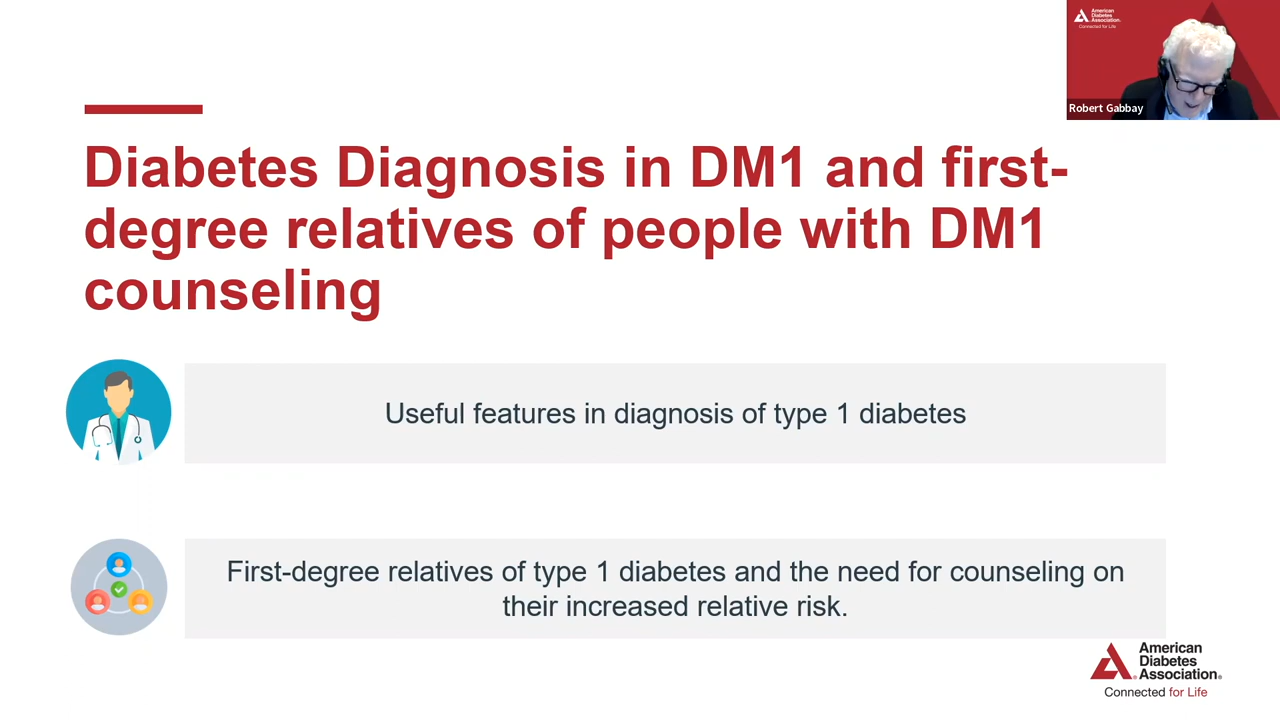 American
Diabetes
Association.
Connected for Life
Robert Gabbay
Diabetes Diagnosis in DM1 and first-
degree relatives of people with DM1
counseling
Useful features in diagnosis of type 1 diabetes
First-degree relatives of type 1 diabetes and the need for counseling on
their increased relative risk.
American
Diabetes
Association®
Connected for Life